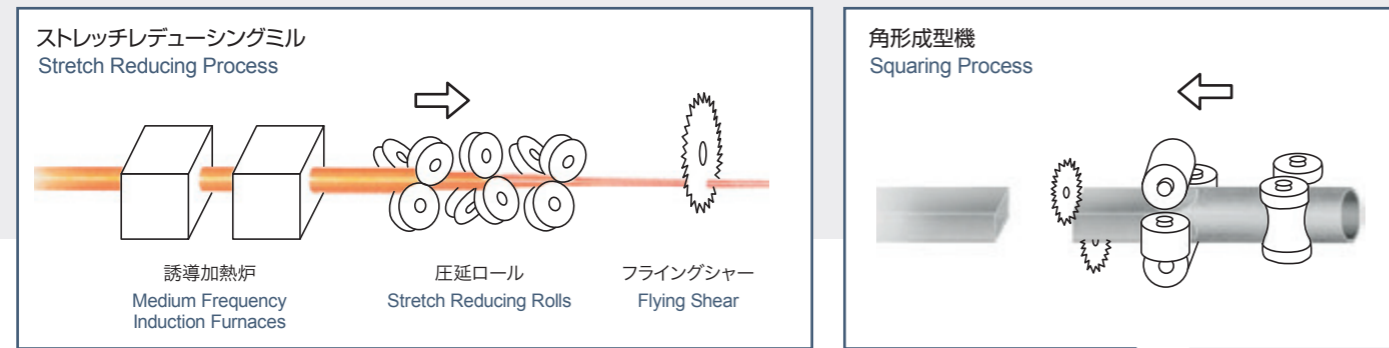 ストレッチレデューシングミル
Stretch Reducing Process
誘導加熱炉
Medium Frequency
Induction Furnaces
圧延ロール
Stretch Reducing Rolls
フライングシャー
Flying Shear
角形成型機
Squaring Process